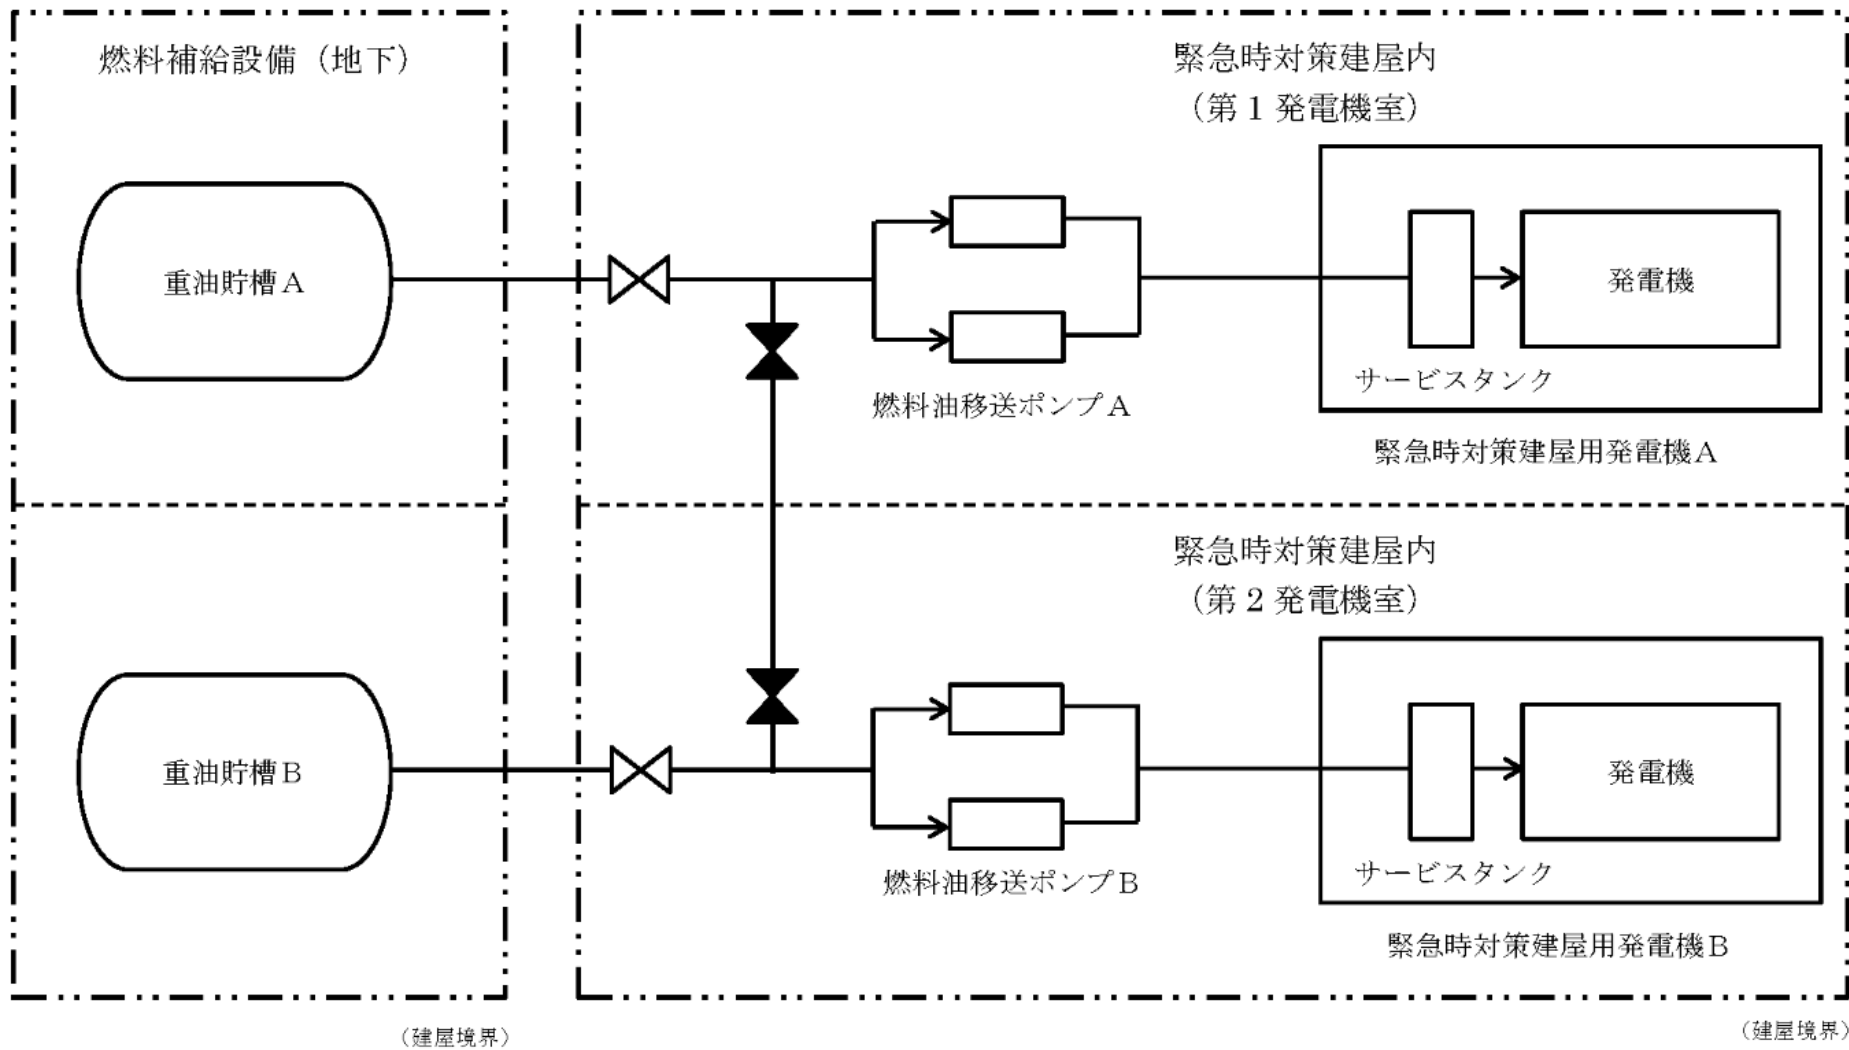 燃料補給設備（地下）
緊急時対策建屋内
（第１発電機室）
重油貯槽Ａ
発電機
サービスタンク
燃料油移送ポンプＡ
緊急時対策建屋用発電機Ａ
緊急時対策建屋内
（第２発電機室）
重油貯槽Ｂ
発電機
サービスタンク
燃料油移送ポンプＢ
緊急時対策建屋用発電機Ｂ
（建屋境界）
（建屋境界）